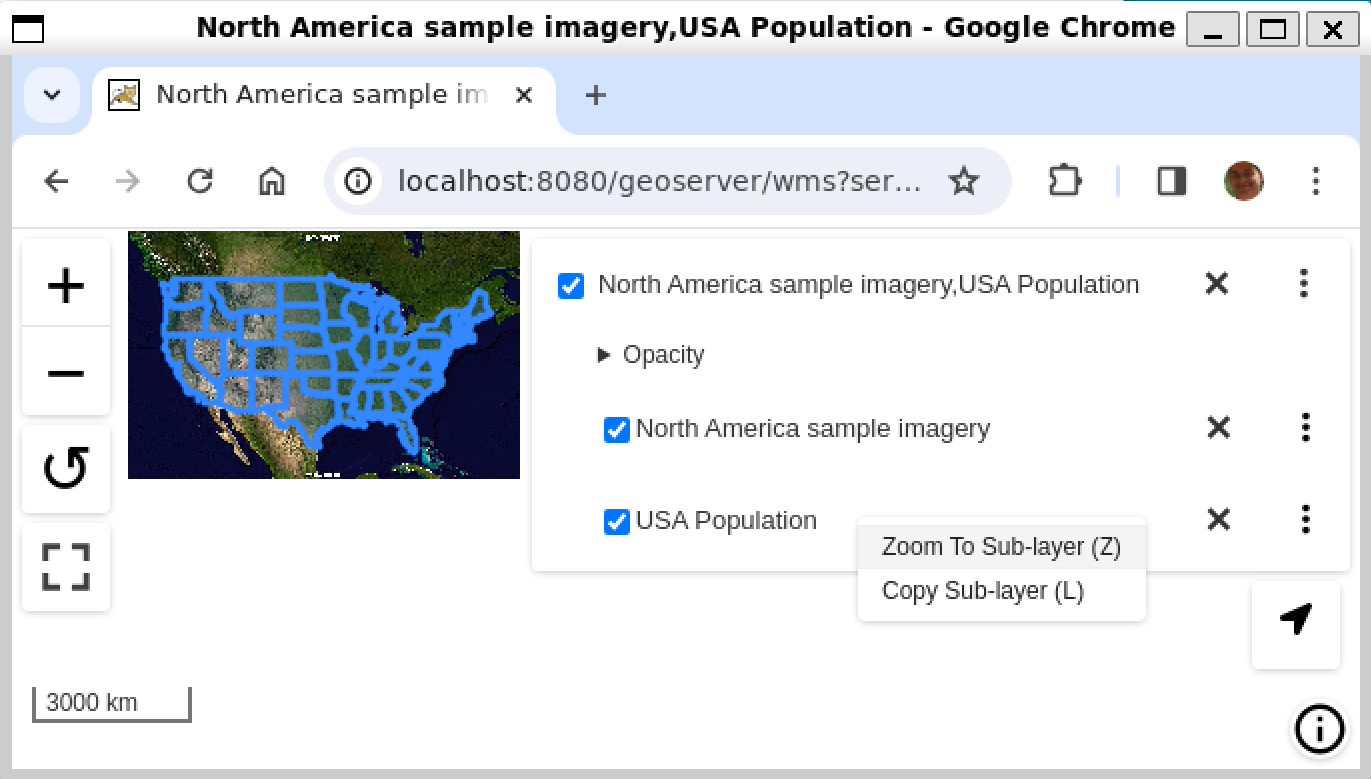 North America sample imagery,USA Population - Google Chrome
North America sample im
localhost:8080/geoserver/wms?ser...
North America sample imagery,USA Population
Opacity
North America sample imagery
USA Population
Zoom To Sub-layer (Z)
Copy Sub-layer (L)
3000 km